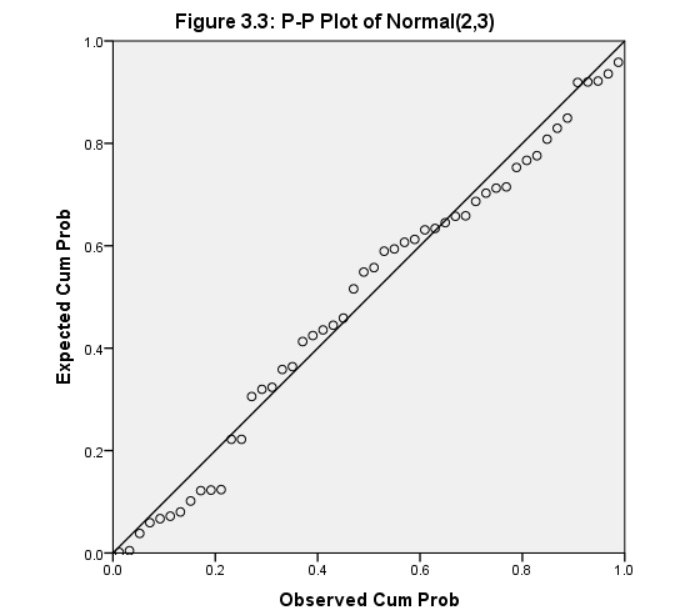 Figure 3.3: P-P Plot of Normal(2,3)
1.0
0.8
0.6
0.4
0.2
0.0
Expected Cum Prob
0.0 0.2 0.4 0.6 0.8 1.0
Observed Cum Prob